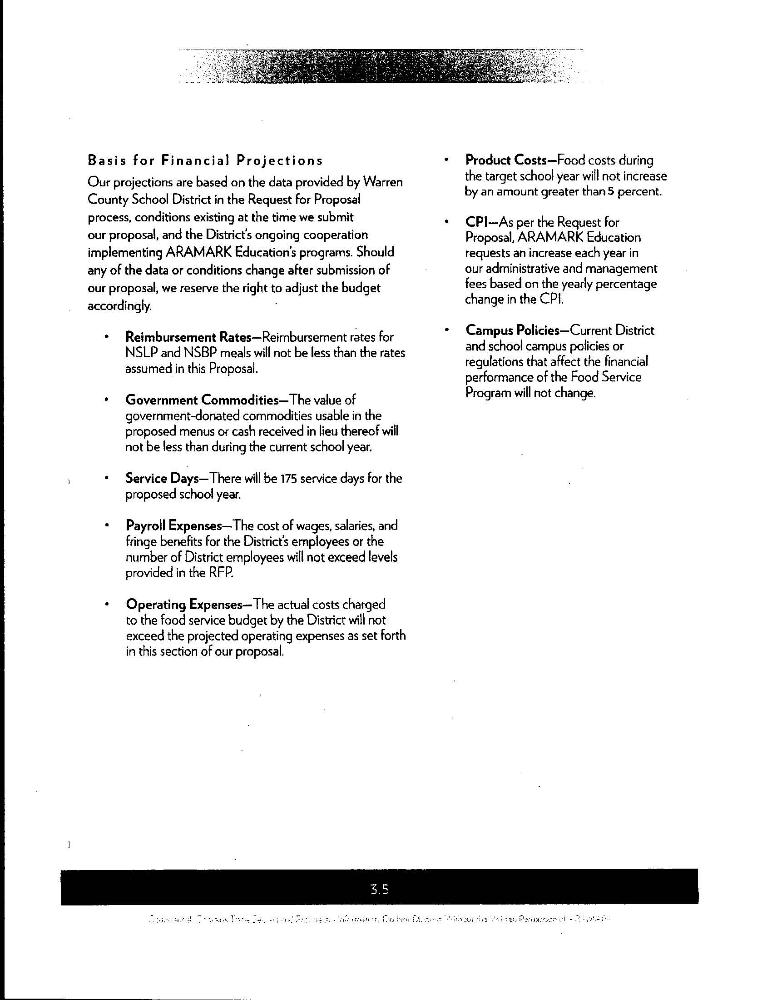 Basis for Financial Projections
Our projections are based on the data provided by Warren
County School District in the Request for Proposal
process, conditions existing at the time we submit
our proposal, and the District's ongoing cooperation
implementing ARAMARK Education's programs. Should
any of the data or conditions change after submission of
our proposal, we reserve the right to adjust the budget
accordingly.
• Reimbursement Rates—Reimbursement rates for
NSLP and NSBP meals will not be less than the rates
assumed in this Proposal.
• Government Commodities—The value of
government-donated commodities usable in the
proposed menus or cash received in lieu thereof will
not be less than during the current school year.
• Service Days—There will be 175 service days for the
proposed school year.
• Payroll Expenses—The cost of wages, salaries, and
fringe benefits for the District's employees or the
number of District employees will not exceed levels
provided in the RFP.
• Operating Expenses—The actual costs charged
to the food service budget by the District will not
exceed the projected operating expenses as set forth
in this section of our proposal.
• Product Costs—Food costs during
the target school year will not increase
by an amount greater than 5 percent.
• CPI—As per the Request for
Proposal, ARAMARK Education
requests an increase each year in
our administrative and management
fees based on the yearly percentage
change in the CPI.
• Campus Policies—Current District
and school campus policies or
regulations that affect the financial
performance of the Food Service
Program will not change.
3.5
Information. Do Not Disclose Without the Written Permission of